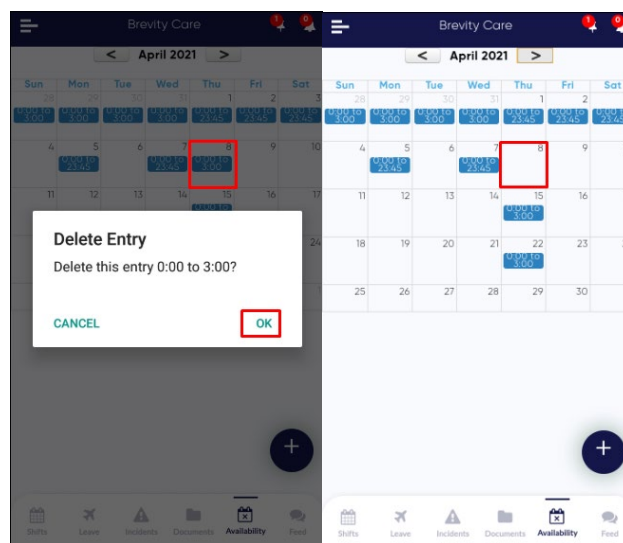 Brevity Care
1
0
<
April 2021
>
Sun Mon Tue Wed Thu Fri Sat
28 29 30 31 1 2 3
0:00 to 0:00 to 0:00 to 0:00 to 0:00 to 0:00 to 0:00 to
3:00 3:00 3:00 3:00 23:45 23:45 23:45
4 5 6 7 8 9 10
0:00 to 0:00 to 0:00 to
23:45 23:45 3:00
11 12 13 14 15 16 17
0:00 to
Delete Entry
Delete this entry 0:00 to 3:00?
CANCEL
OK
24
1
+
Shifts Leave Incidents Documents Availability Feed
Brevity Care
1
0
<
April 2021
>
Sun Mon Tue Wed Thu Fri Sat
28 29 30 31 1 2
0:00 to 0:00 to 0:00 to 0:00 to 0:00 to 0:00 to 0:00 to
3:00 3:00 3:00 3:00 23:45 23:45
4 5 6 7 8 9
0:00 to 0:00 to
23:45 23:45
11 12 13 14 15 16
0:00 to
3:00
18 19 20 21 22 23
0:00 to
3:00
25 26 27 28 29 30
+
Shifts Leave Incidents Documents Availability Feed